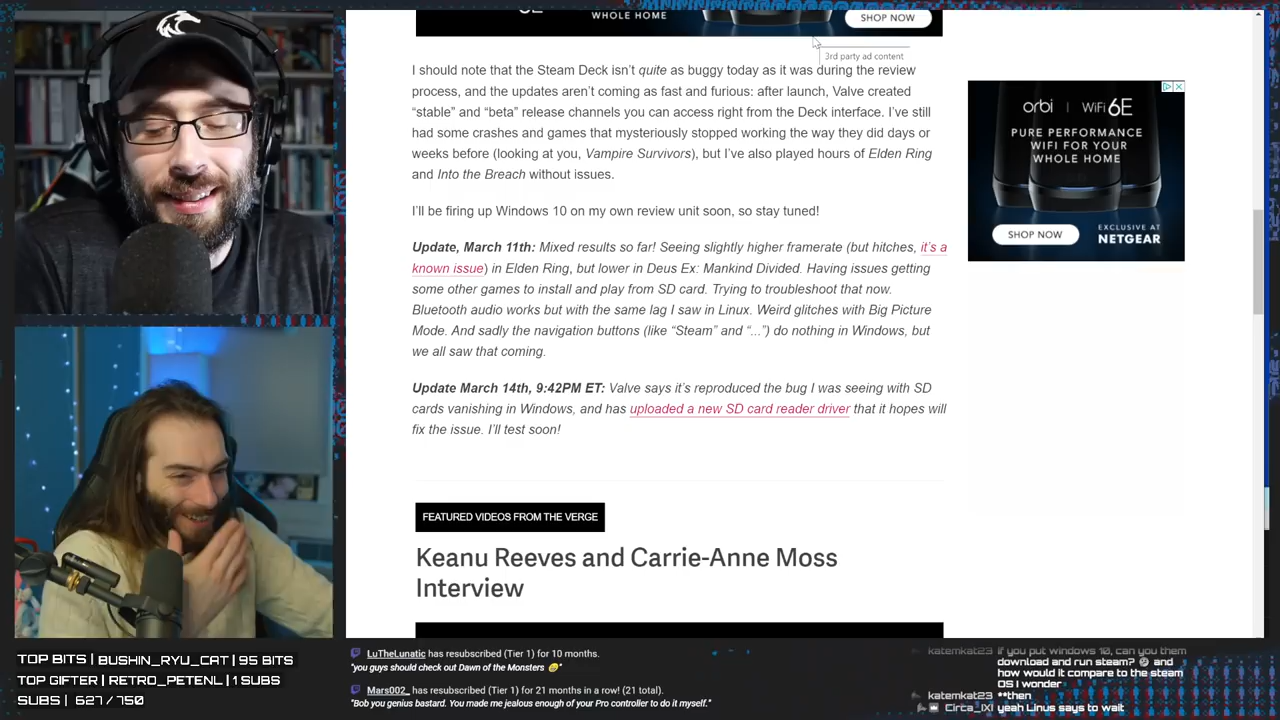 WHOLE HOME
SHOP NOW
3rd party ad content
I should note that the Steam Deck isn't quite as buggy today as it was during the review
process, and the updates aren't coming as fast and furious: after launch, Valve created
“stable” and “beta” release channels you can access right from the Deck interface. I've still
had some crashes and games that mysteriously stopped working the way they did days or
weeks before (looking at you, Vampire Survivors), but I've also played hours of Elden Ring
and Into the Breach without issues.
I'll be firing up Windows 10 on my own review unit soon, so stay tuned!
Update, March 11th: Mixed results so far! Seeing slightly higher framerate (but hitches, it's a
known issue) in Elden Ring, but lower in Deus Ex: Mankind Divided. Having issues getting
some other games to install and play from SD card. Trying to troubleshoot that now.
Bluetooth audio works but with the same lag I saw in Linux. Weird glitches with Big Picture
Mode. And sadly the navigation buttons (like “Steam” and “...”) do nothing in Windows, but
we all saw that coming.
Update March 14th, 9:42PM ET: Valve says it's reproduced the bug I was seeing with SD
cards vanishing in Windows, and has uploaded a new SD card reader driver that it hopes will
fix the issue. I'll test soon!
FEATURED VIDEOS FROM THE VERGE
Keanu Reeves and Carrie-Anne Moss
Interview
orbi | WiFi 6E
PURE PERFORMANCE
WIFI FOR YOUR
WHOLE HOME
SHOP NOW
EXCLUSIVE AT
NETGEAR
TOP BITS | BUSHIN_RYU_CAT | 95 BITS
TOP GIFTER | RETRO_PETENL | 1 SUBS
SUBS | 627 / 750
LuTheLunatic has resubscribed (Tier 1) for 10 months.
"you guys should check out Dawn of the Monsters 😄"
Mars002_ has resubscribed (Tier 1) for 21 months in a row! (21 total).
"Bob you genius bastard. You made me jealous enough of your Pro controller to do it myself."
katemkat23 if you put windows 10, can you them
download and run steam? and
how would it compare to the steam
OS I wonder
katemkat23 **then
Circa_IXI yeah Linus says to wait